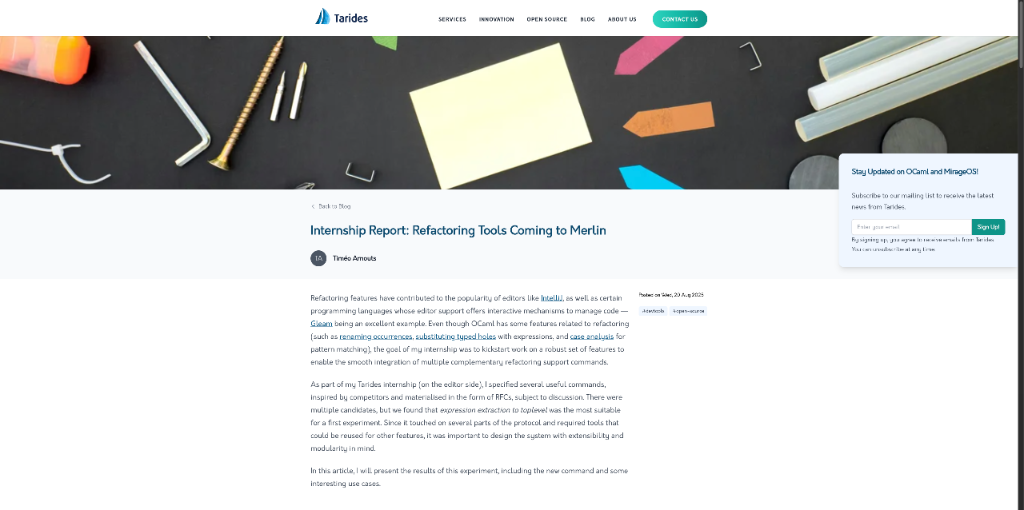 Tarides
SERVICES
INNOVATION
OPEN SOURCE
BLOG
ABOUT US
CONTACT US
Stay Updated on OCaml and MirageOS!
Subscribe to our mailing list to receive the latest
news from Tarides.
Enter your email
Sign Up!
By signing up, you agree to receive emails from Tarides.
You can unsubscribe at any time.
Back to Blog
Internship Report: Refactoring Tools Coming to Merlin
TA
Timéo Arnouts
Posted on Wed, 20 Aug 2025
#devtools
#open-source
Refactoring features have contributed to the popularity of editors like IntelliJ, as well as certain
programming languages whose editor support offers interactive mechanisms to manage code —
Gleam being an excellent example. Even though OCaml has some features related to refactoring
(such as renaming occurrences, substituting typed holes with expressions, and case analysis for
pattern matching), the goal of my internship was to kickstart work on a robust set of features to
enable the smooth integration of multiple complementary refactoring support commands.
As part of my Tarides internship (on the editor side), I specified several useful commands,
inspired by competitors and materialised in the form of RFCs, subject to discussion. There were
multiple candidates, but we found that expression extraction to toplevel was the most suitable
for a first experiment. Since it touched on several parts of the protocol and required tools that
could be reused for other features, it was important to design the system with extensibility and
modularity in mind.
In this article, I will present the results of this experiment, including the new command and some
interesting use cases.